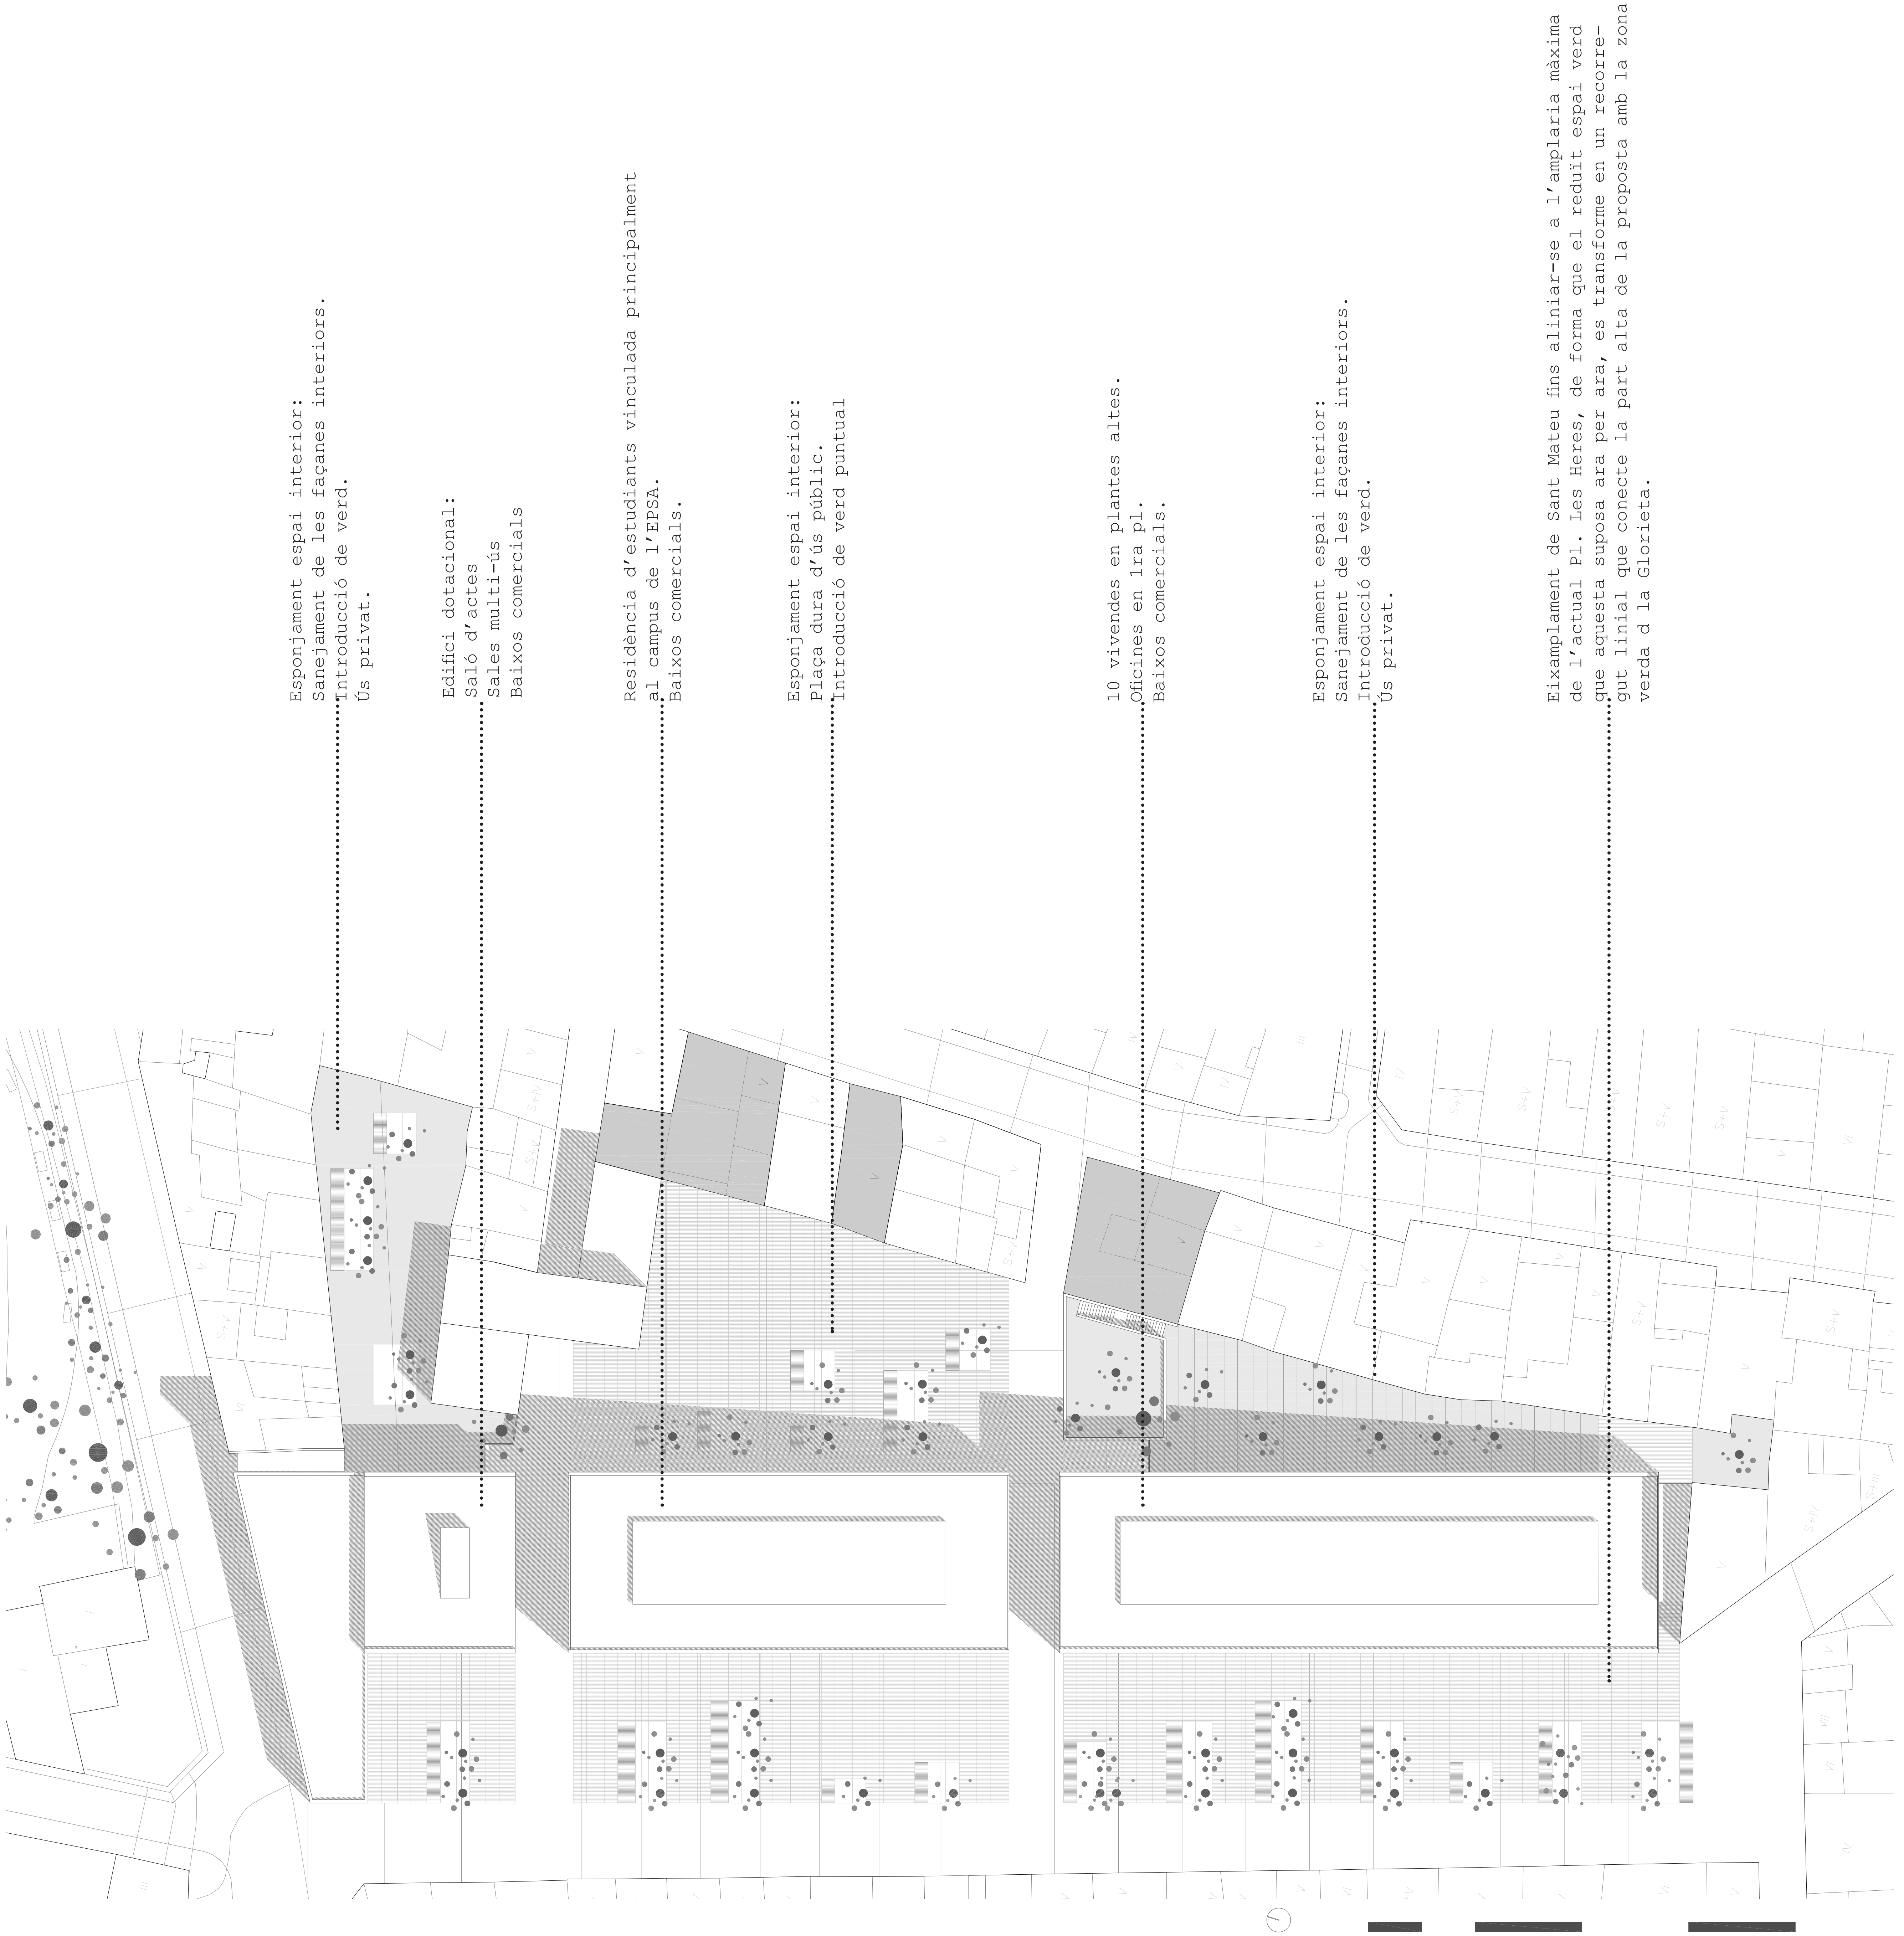 Esponjament espai interior:
Sanejament de les façanes interiors.
Introducció de verd.
Ús privat.
Edifici dotacional:
Saló d'actes
Sales multi-ús
Baixos comercials
Residència d'estudiants vinculada principalment
al campus de l'EPSA.
Baixos comercials.
Esponjament espai interior:
Plaça dura d'ús públic.
Introducció de verd puntual
10 vivendes en plantes altes.
Oficines en 1ra pl.
Baixos comercials.
Esponjament espai interior:
Sanejament de les façanes interiors.
Introducció de verd.
Ús privat.
Eixamplament de Sant Mateu fins aliniar-se a l'amplaria màxima
de l'actual Pl. Les Heres, de forma que el reduït espai verd
que aquesta suposa ara per ara, es transforme en un recorre-
gut linial que conecte la part alta de la proposta amb la zona
verda d la Glorieta.